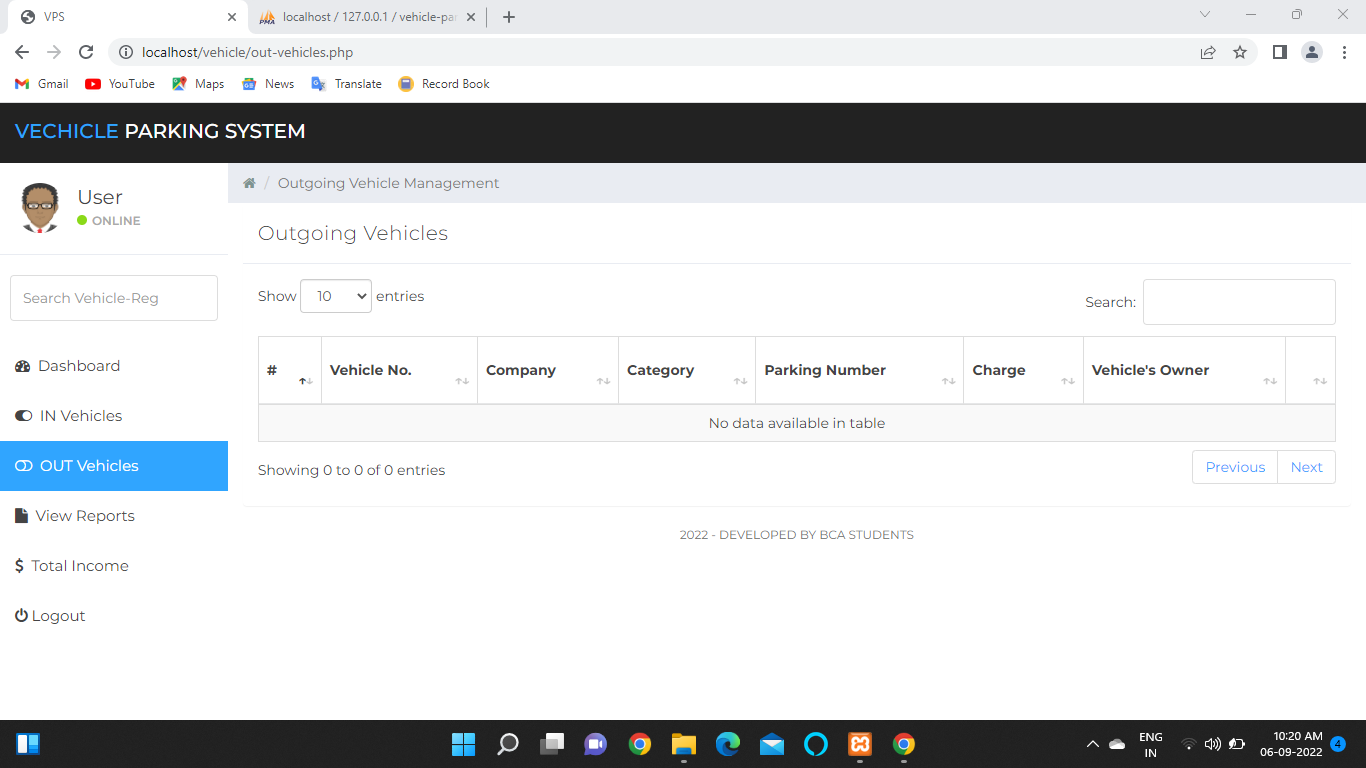 VPS
localhost / 127.0.0.1 / vehicle-par
localhost/vehicle/out-vehicles.php
Gmail YouTube Maps News Translate Record Book
VECHICLE PARKING SYSTEM
User
ONLINE
/ Outgoing Vehicle Management
Outgoing Vehicles
Search Vehicle-Reg
Show 10 entries
Search:
Dashboard
IN Vehicles
OUT Vehicles
View Reports
Total Income
Logout
# Vehicle No. Company Category Parking Number Charge Vehicle's Owner
No data available in table
Showing 0 to 0 of 0 entries
Previous Next
2022 - DEVELOPED BY BCA STUDENTS
ENG
IN
10:20 AM
06-09-2022
4